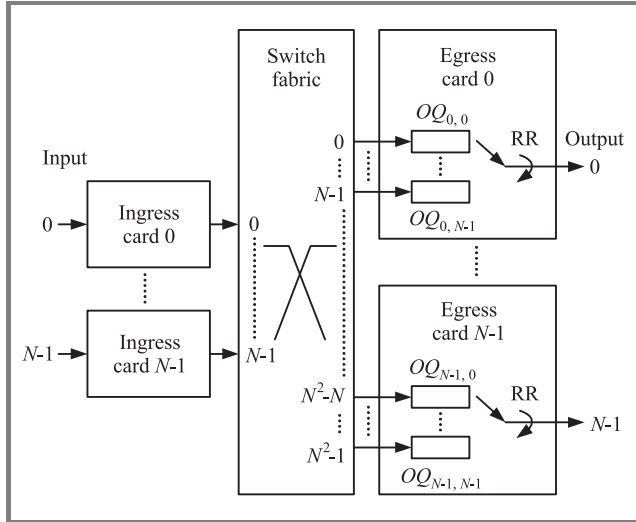 Switch
fabric
Egress
card 0
OQ0, 0
RR
Output
0
0
N-1
OQ0, N-1
Input
0
Ingress
card 0
0
N-1
Ingress
card N-1
N-1
Egress
card N-1
OQN-1, 0
RR
N-1
N²-N
N²-1
OQN-1, N-1